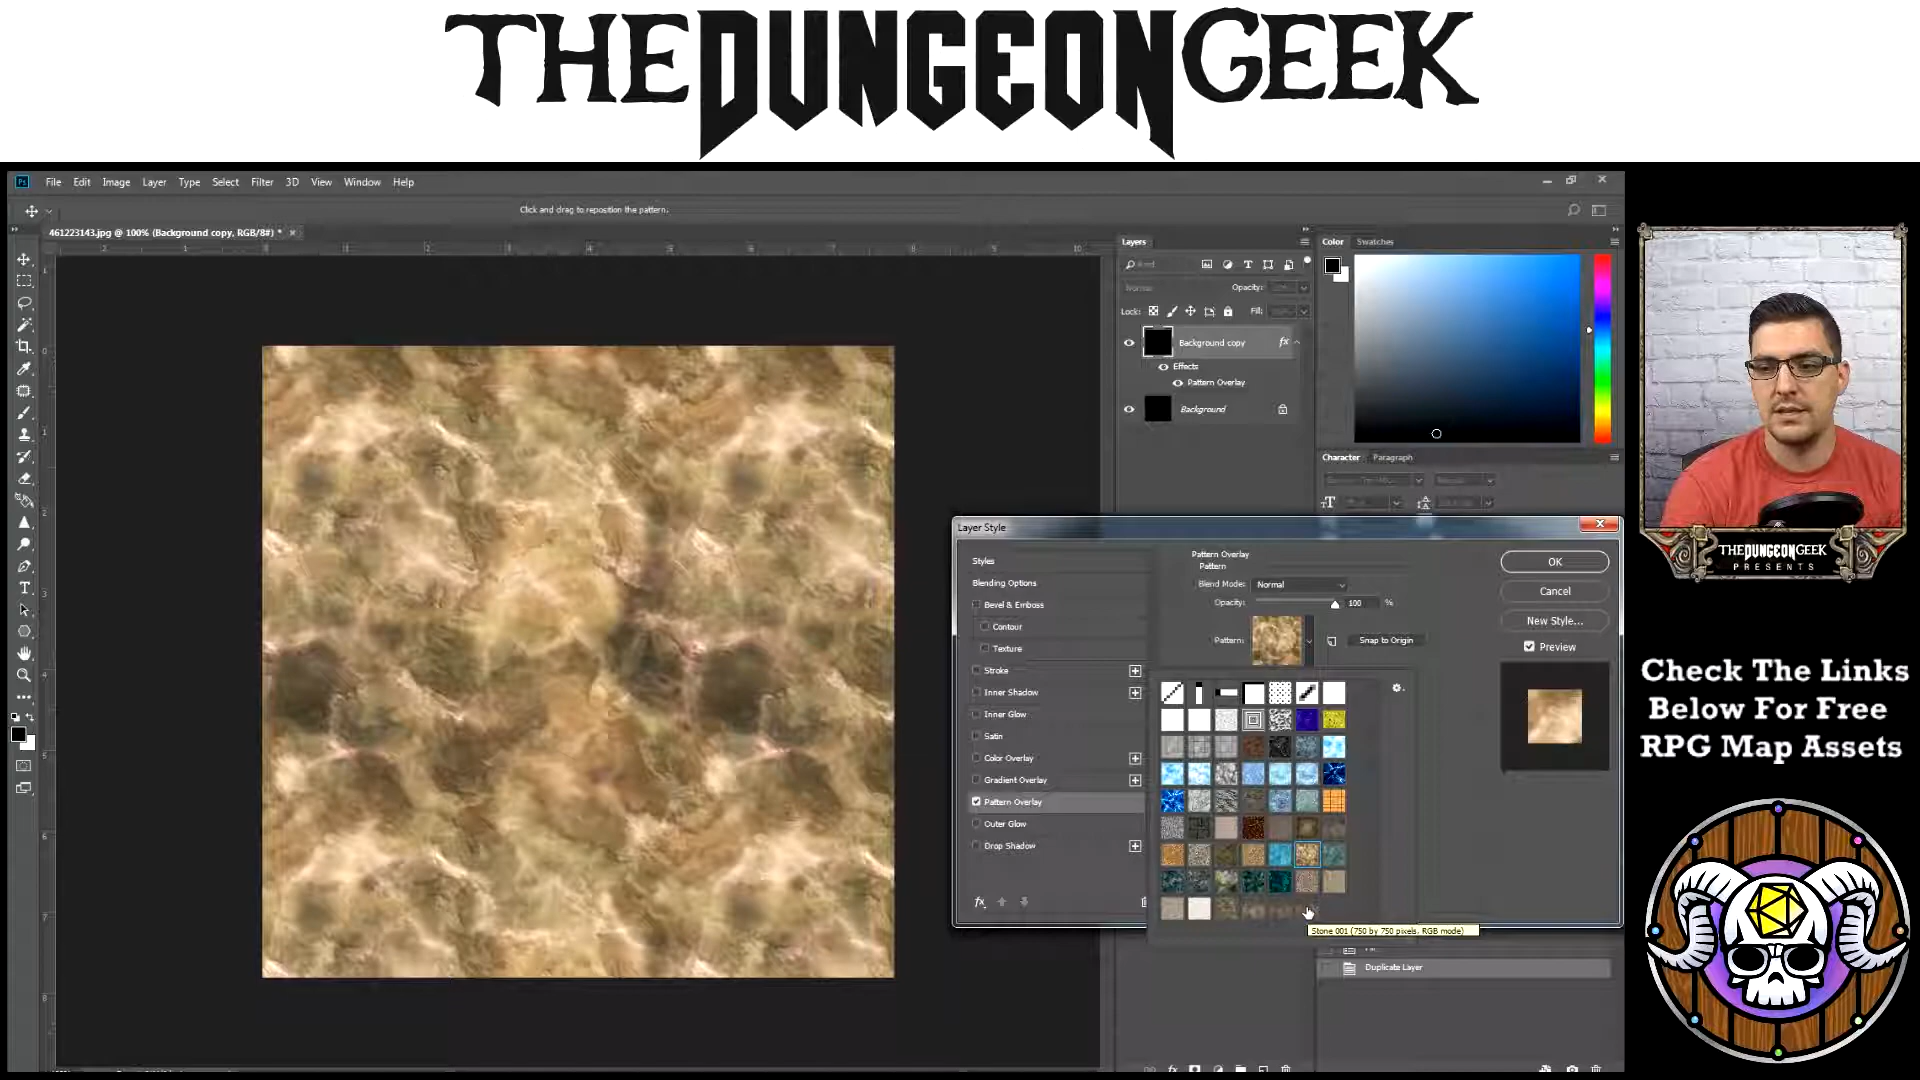 THEDUNGEONGEEK
Ps File Edit Image Layer Type Select Filter 3D View Window Help
Click and drag to reposition the pattern.
461223143.jpg @ 100% (Background copy, RGB/8#) *
Layers
Color Swatches
Normal Opacity:
Lock: Fill:
Background copy fx
Effects
Pattern Overlay
Background
Character Paragraph
Layer Style
Styles
Blending Options
Bevel & Emboss
Contour
Texture
Stroke
Inner Shadow
Inner Glow
Satin
Color Overlay
Gradient Overlay
Pattern Overlay
Outer Glow
Drop Shadow
fx
Pattern Overlay
Pattern
Blend Mode: Normal
Opacity: 100 %
Pattern: Snap to Origin
OK
Cancel
New Style...
Preview
Stone 001 (750 by 750 pixels, RGB mode)
Duplicate Layer
THEDUNGEONGEEK
PRESENTS
Check The Links
Below For Free
RPG Map Assets